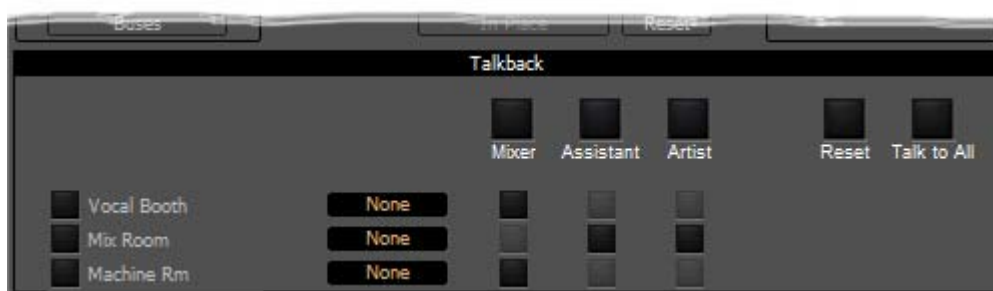 Buses In Place Reset
Talkback
Mixer Assistant Artist Reset Talk to All
Vocal Booth None
Mix Room None
Machine Rm None